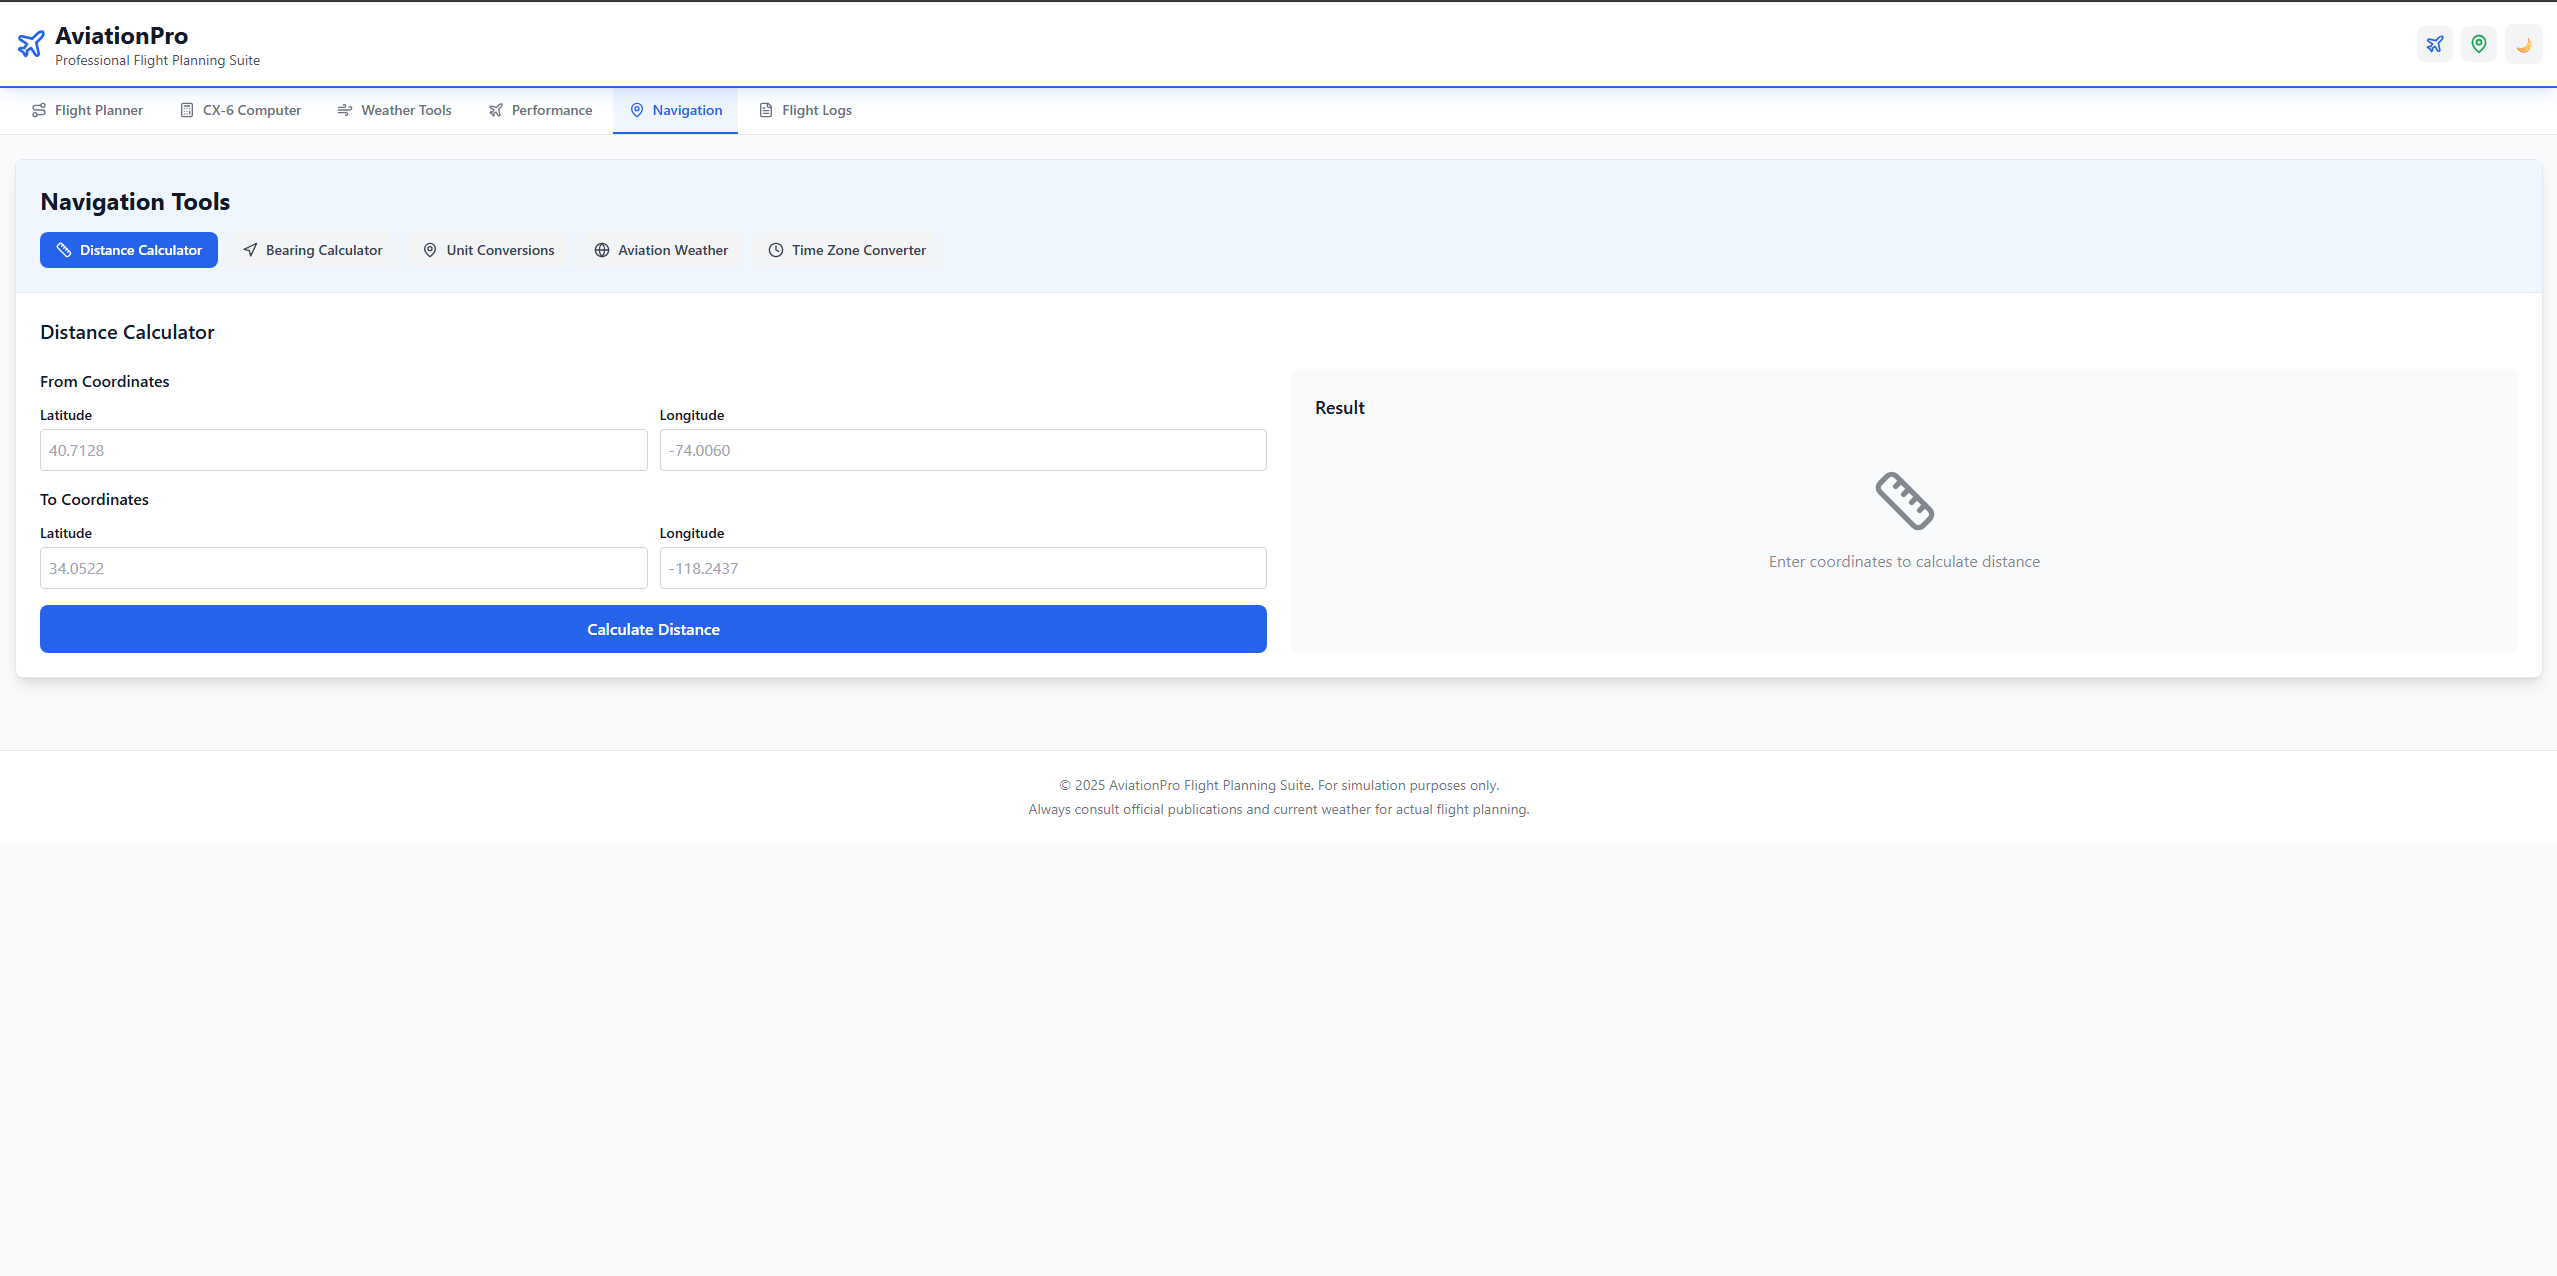 AviationPro
Professional Flight Planning Suite
Flight Planner CX-6 Computer Weather Tools Performance Navigation Flight Logs
Navigation Tools
Distance Calculator Bearing Calculator Unit Conversions Aviation Weather Time Zone Converter
Distance Calculator
From Coordinates
Latitude Longitude
40.7128 -74.0060
To Coordinates
Latitude Longitude
34.0522 -118.2437
Calculate Distance
Result
Enter coordinates to calculate distance
© 2025 AviationPro Flight Planning Suite. For simulation purposes only.
Always consult official publications and current weather for actual flight planning.